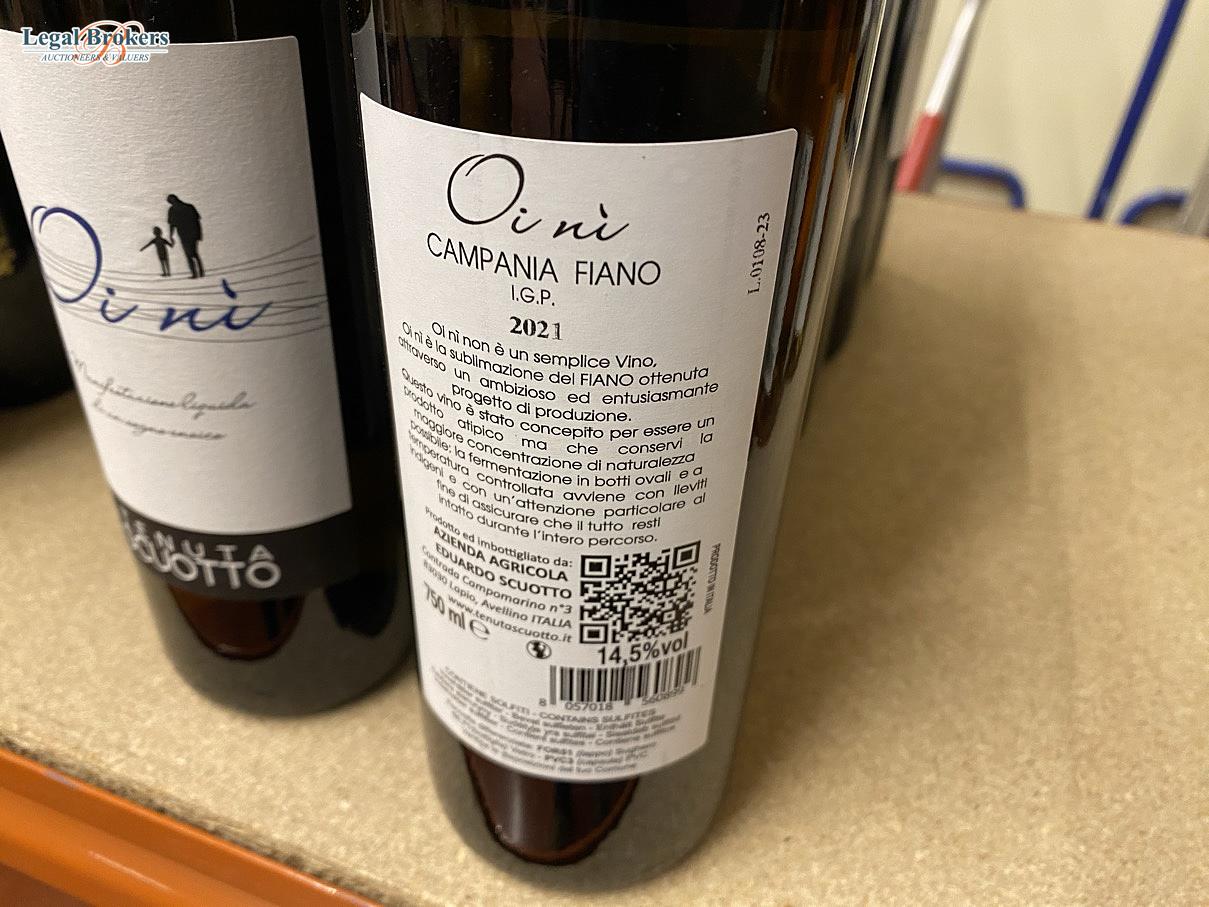 Legal Brokers
AUCTIONEERS & VALUERS
Oi nì
TENUTA
SCUOTTO
Oi nì
CAMPANIA FIANO
I.G.P.
2021
Oi nì non è un semplice Vino,
Oi nì è la sublimazione del FIANO ottenuta
attraverso un ambizioso ed entusiasmante
progetto di produzione.
Questo vino è stato concepito per essere un
prodotto atipico ma che conservi la
maggiore concentrazione di naturalezza
possibile: la fermentazione in botti ovali e a
temperatura controllata avviene con lieviti
indigeni e con un'attenzione particolare al
fine di assicurare che il tutto resti
intatto durante l'intero percorso.
Prodotto ed imbottigliato da:
AZIENDA AGRICOLA
EDUARDO SCUOTTO
Contrada Campomarino n°3
83030 Lapio, Avellino ITALIA
www.tenutascuotto.it
750 ml e
14,5%vol
PRODOTTO IN ITALIA
L.0108-23
8 057018 560899
CONTIENE SOLFITI - CONTAINS SULFITES